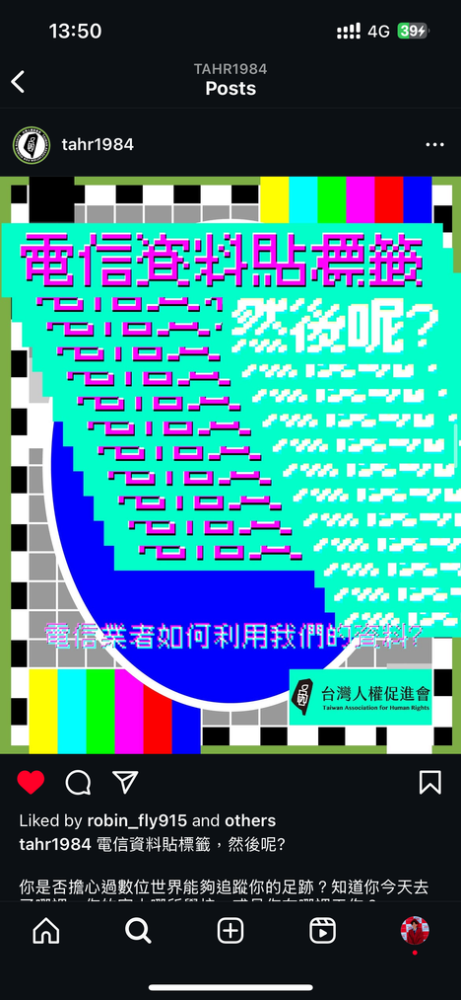 13:50
4G
39
TAHR1984
Posts
tahr1984
電信資料貼標籤
然後呢?
電信業者如何利用我們的資料?
台灣人權促進會
Taiwan Association for Human Rights
Liked by robin_fly915 and others
tahr1984 電信資料貼標籤，然後呢?
你是否擔心過數位世界能夠追蹤你的足跡？知道你今天去